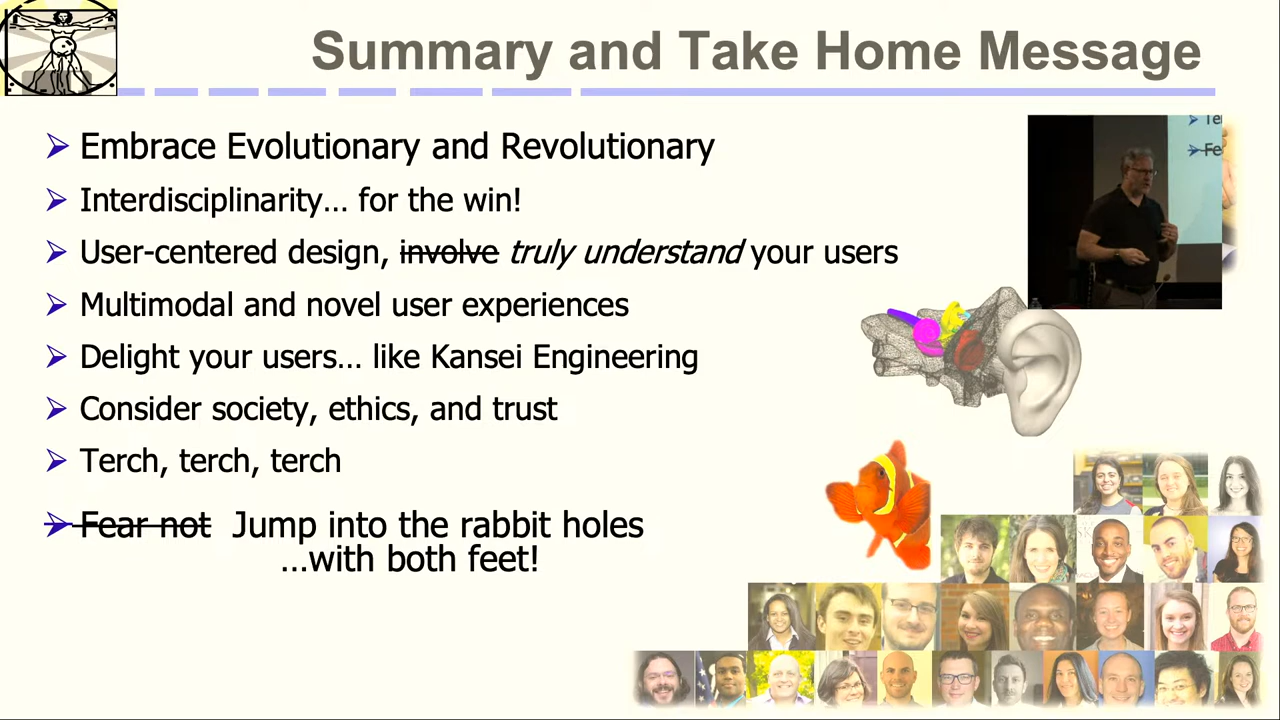 Summary and Take Home Message
Embrace Evolutionary and Revolutionary
Interdisciplinarity... for the win!
User-centered design, involve truly understand your users
Multimodal and novel user experiences
Delight your users... like Kansei Engineering
Consider society, ethics, and trust
Terch, terch, terch
Fear not Jump into the rabbit holes
...with both feet!
Te
Fe